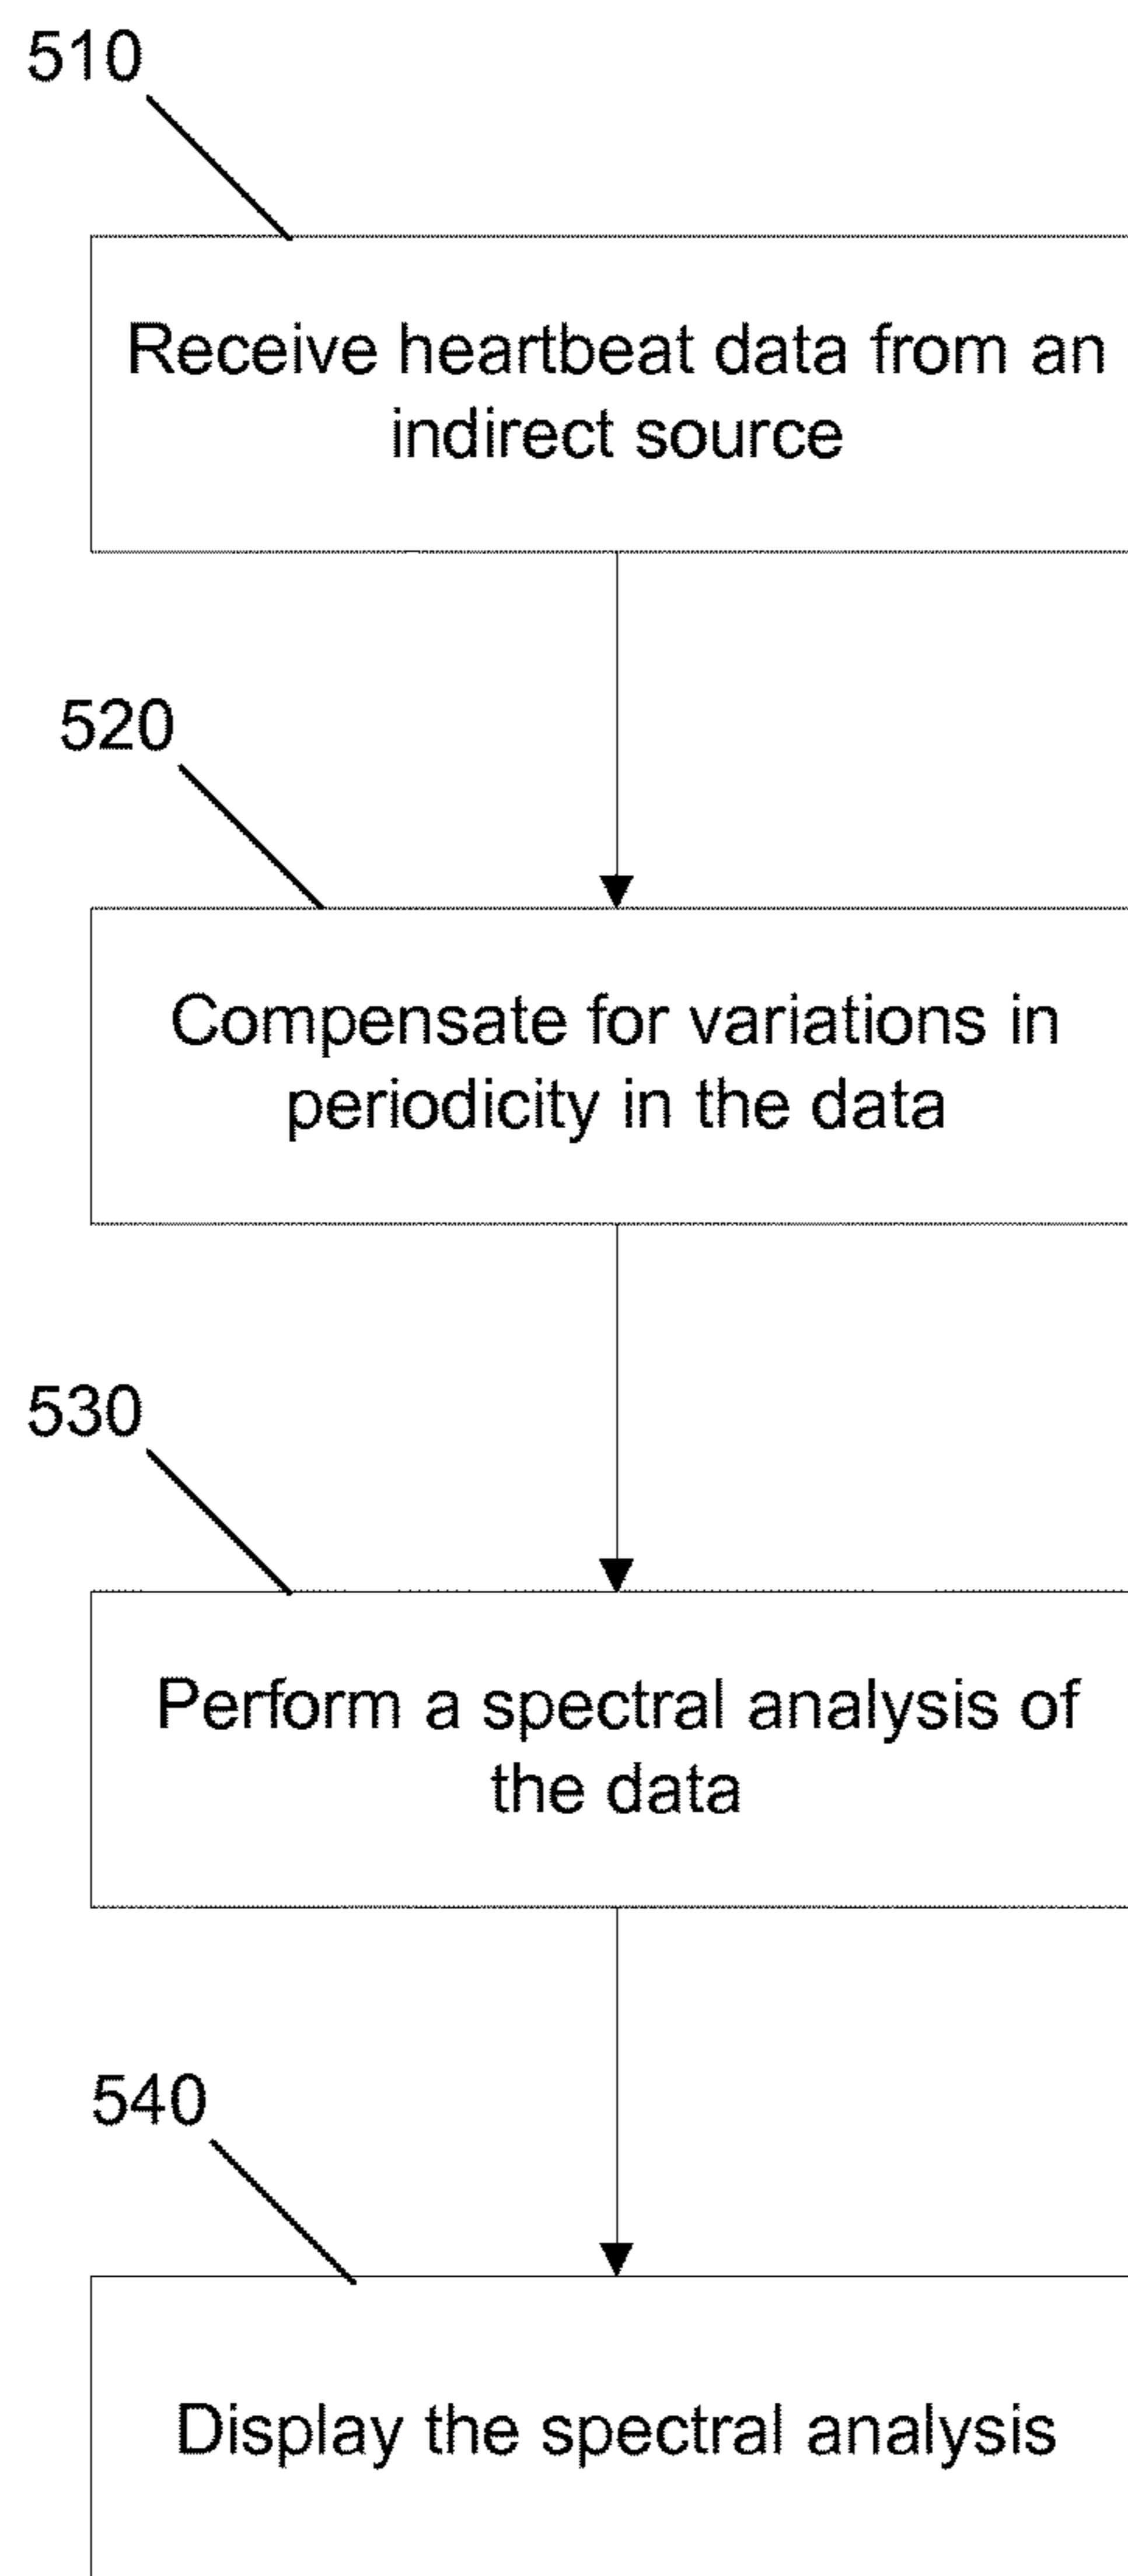 510
Receive heartbeat data from an
indirect source
520
Compensate for variations in
periodicity in the data
530
Perform a spectral analysis of
the data
540
Display the spectral analysis